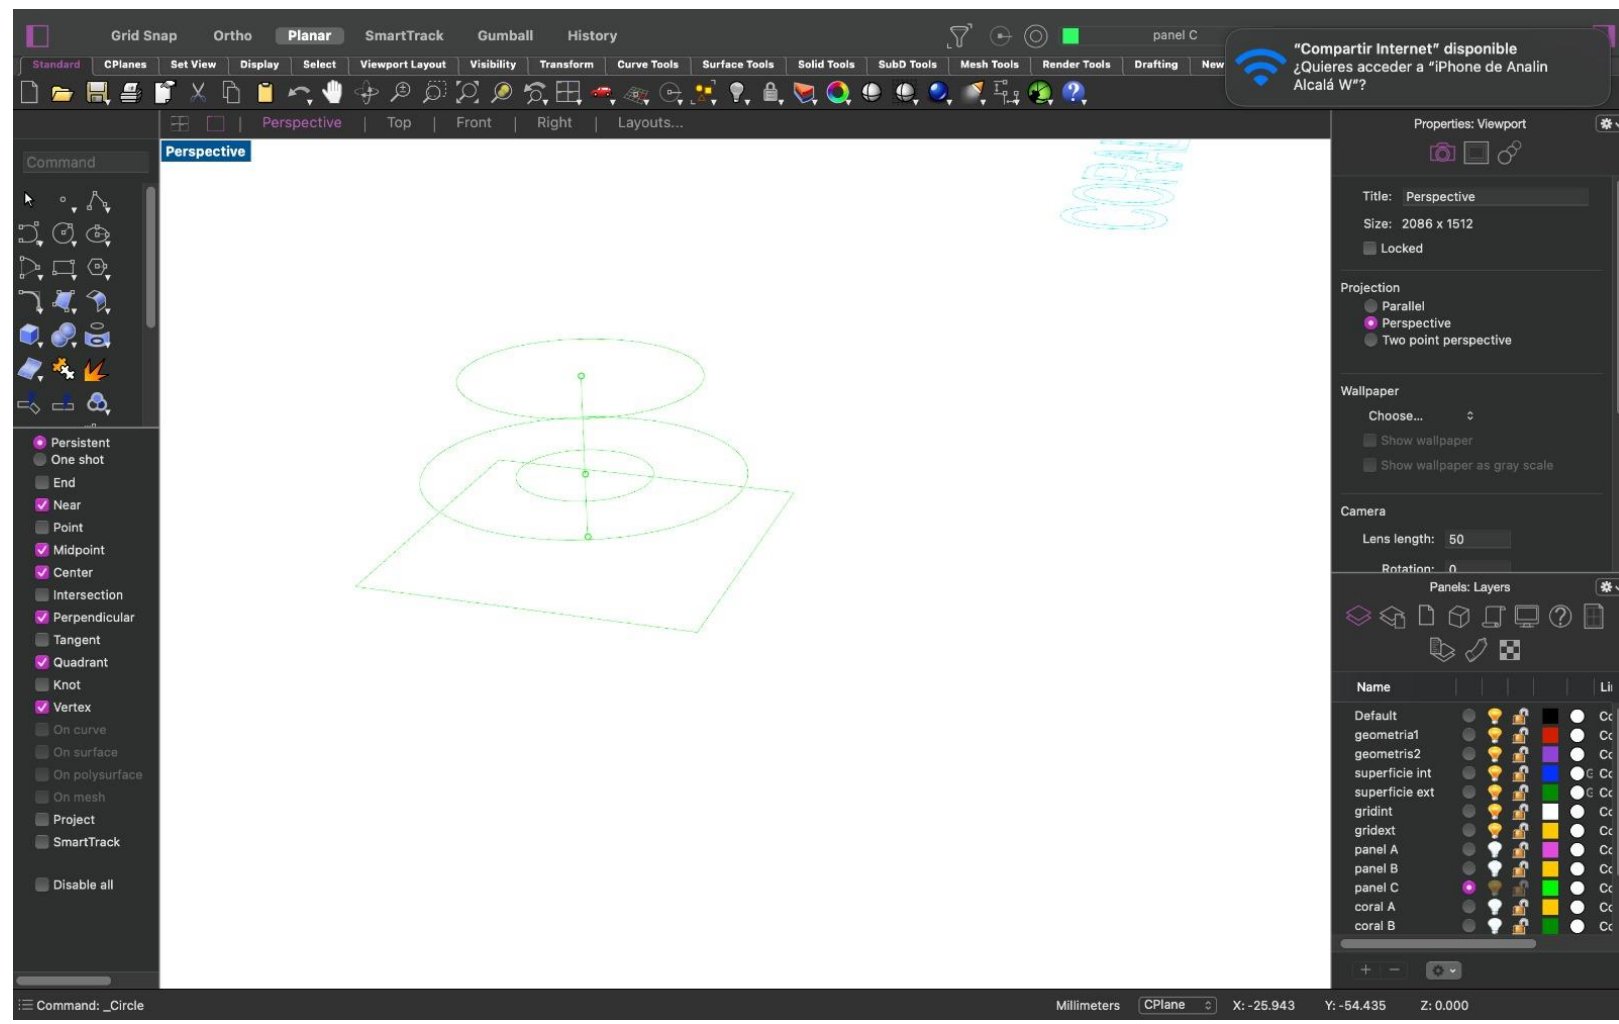 Grid Snap Ortho Planar SmartTrack Gumball History panel C
"Compartir Internet" disponible
¿Quieres acceder a "iPhone de Analin
Alcalá W"?
Standard CPlanes Set View Display Select Viewport Layout Visibility Transform Curve Tools Surface Tools Solid Tools SubD Tools Mesh Tools Render Tools Drafting New
Perspective | Top | Front | Right | Layouts...
Command
Perspective
CORAL
Properties: Viewport
Title: Perspective
Size: 2086 x 1512
Locked
Projection
Parallel
Perspective
Two point perspective
Wallpaper
Choose...
Show wallpaper
Show wallpaper as gray scale
Camera
Lens length: 50
Rotation: 0
Persistent
One shot
End
Near
Point
Midpoint
Center
Intersection
Perpendicular
Tangent
Quadrant
Knot
Vertex
On curve
On surface
On polysurface
On mesh
Project
SmartTrack
Disable all
Panels: Layers
Name
Default
geometria1
geometris2
superficie int
superficie ext
gridint
gridext
panel A
panel B
panel C
coral A
coral B
Command: _Circle
Millimeters CPlane X: -25.943 Y: -54.435 Z: 0.000